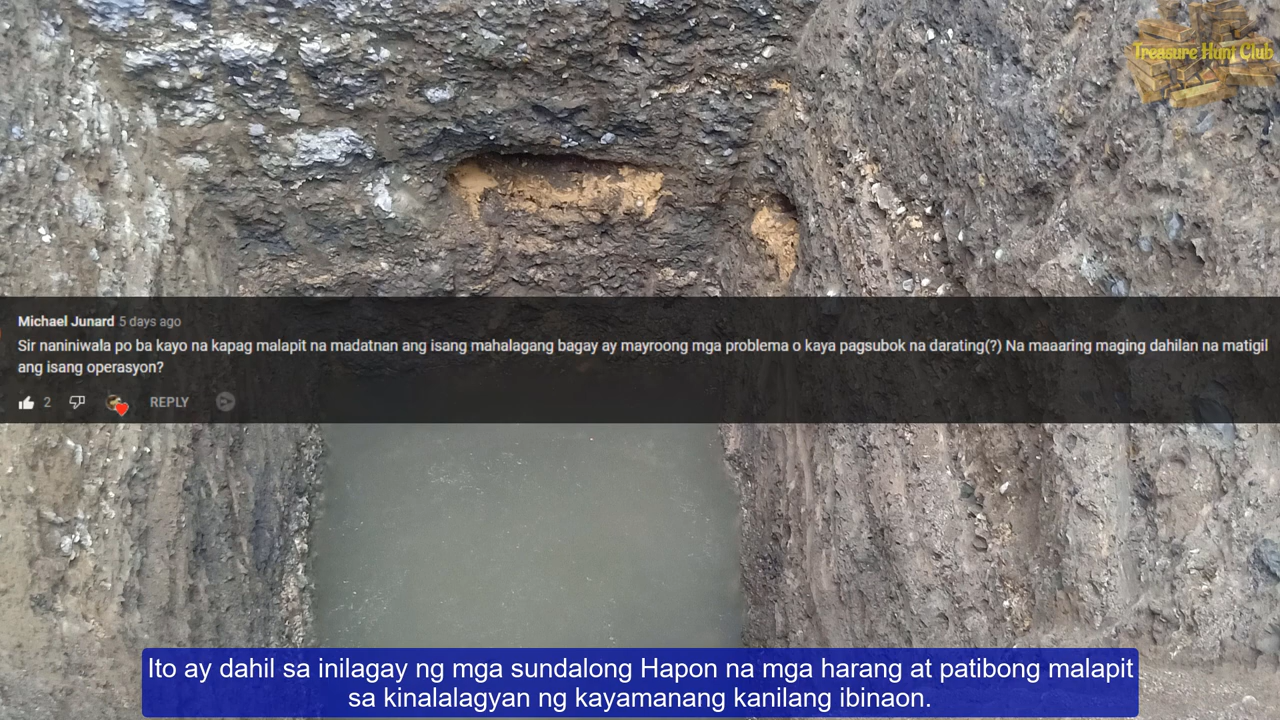 Treasure Hunt Club
Michael Junard 5 days ago
Sir naniniwala po ba kayo na kapag malapit na madatnan ang isang mahalagang bagay ay mayroong mga problema o kaya pagsubok na darating(?) Na maaaring maging dahilan na matigil
ang isang operasyon?
2 REPLY
Ito ay dahil sa inilagay ng mga sundalong Hapon na mga harang at patibong malapit
sa kinalalagyan ng kayamanang kanilang ibinaon.